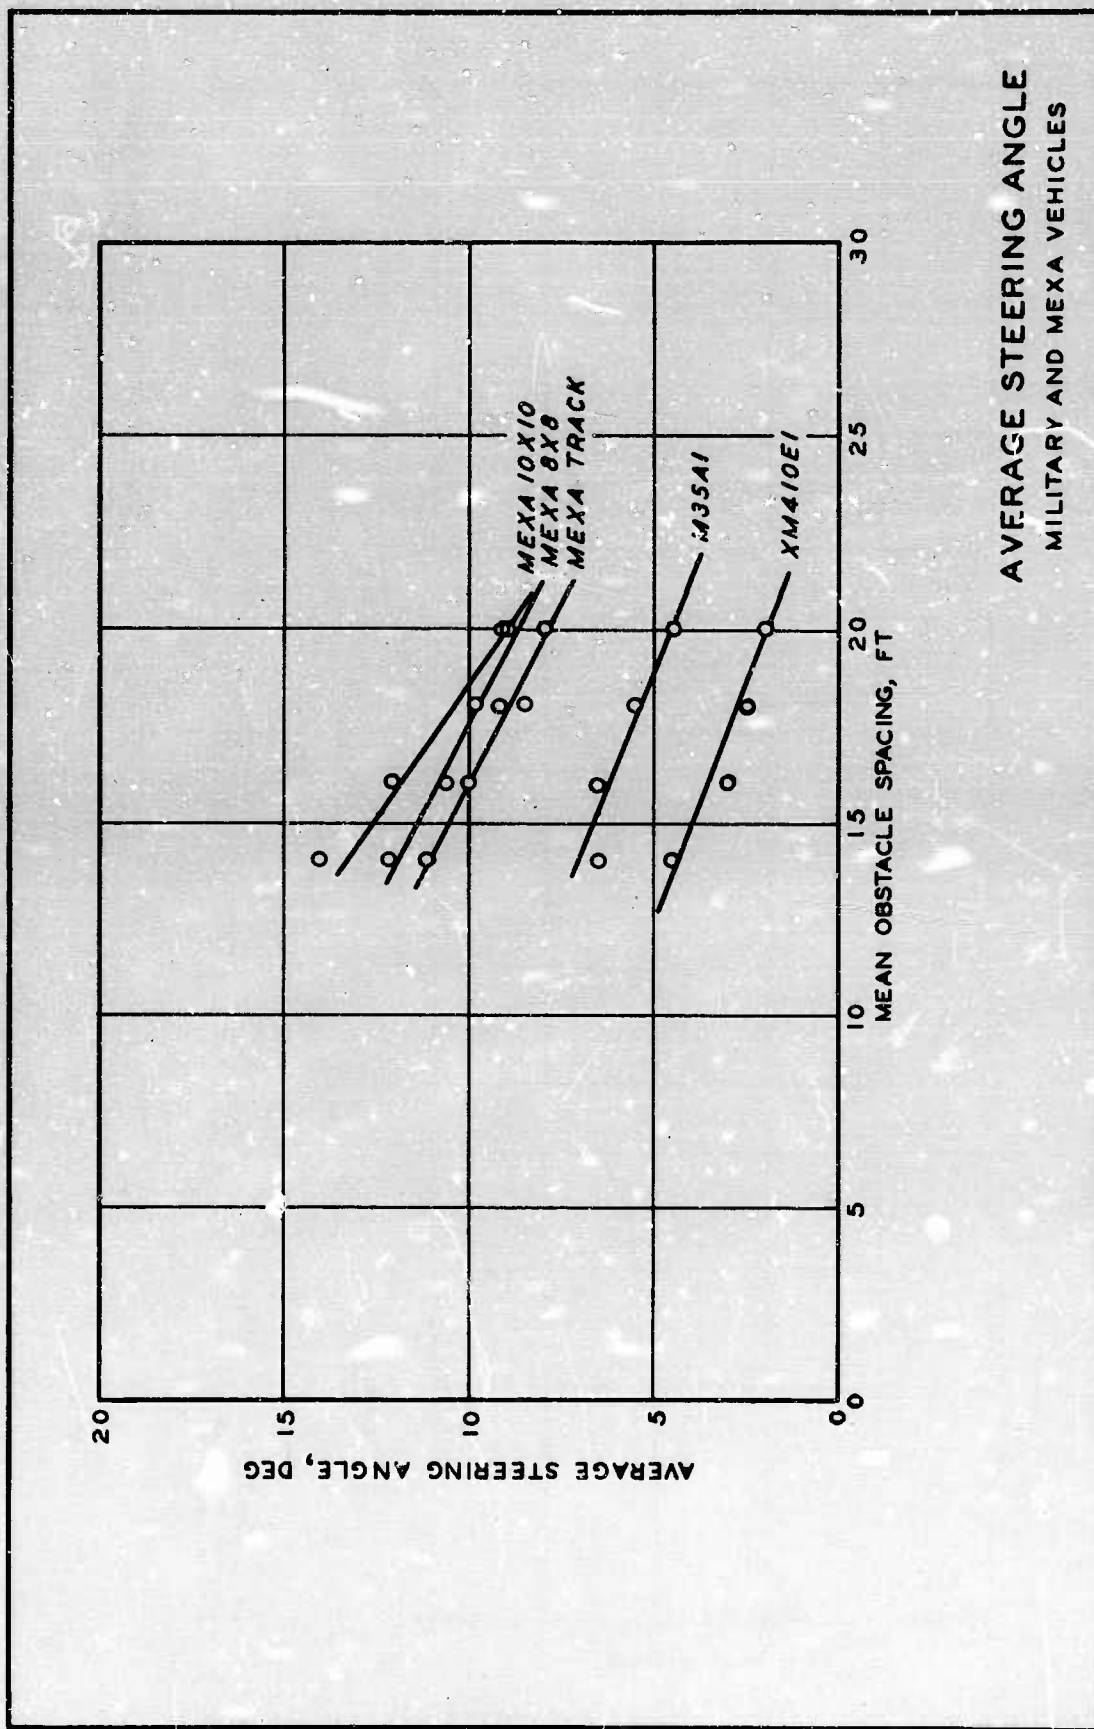 20
15
10
5
0
AVERAGE STEERING ANGLE, DEG
0
5
10
15
20
25
30
MEAN OBSTACLE SPACING, FT
MEXA 10X10
MEXA 8X8
MEXA TRACK
M35A1
XM410E1
AVERAGE STEERING ANGLE
MILITARY AND MEXA VEHICLES